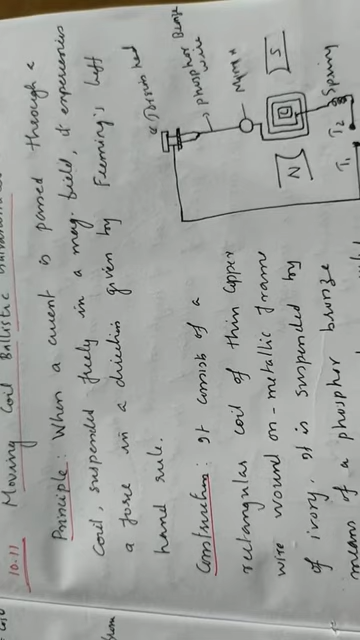 10.11 Moving Coil Ballistic Galvanometer
Principle: When a current is passed through a
Coil, suspended freely in a mag. field, it experiences
a force in a direction given by Fleming's left
hand rule.
Construction: It consist of a
rectangular coil of thin Copper
wire wound on-metallic frame
of ivory. It is suspended by
means of a phosphor bronze
Torsion head
phosphor Bronze
wire
Mirror
N
S
Spring
T1
T2
from